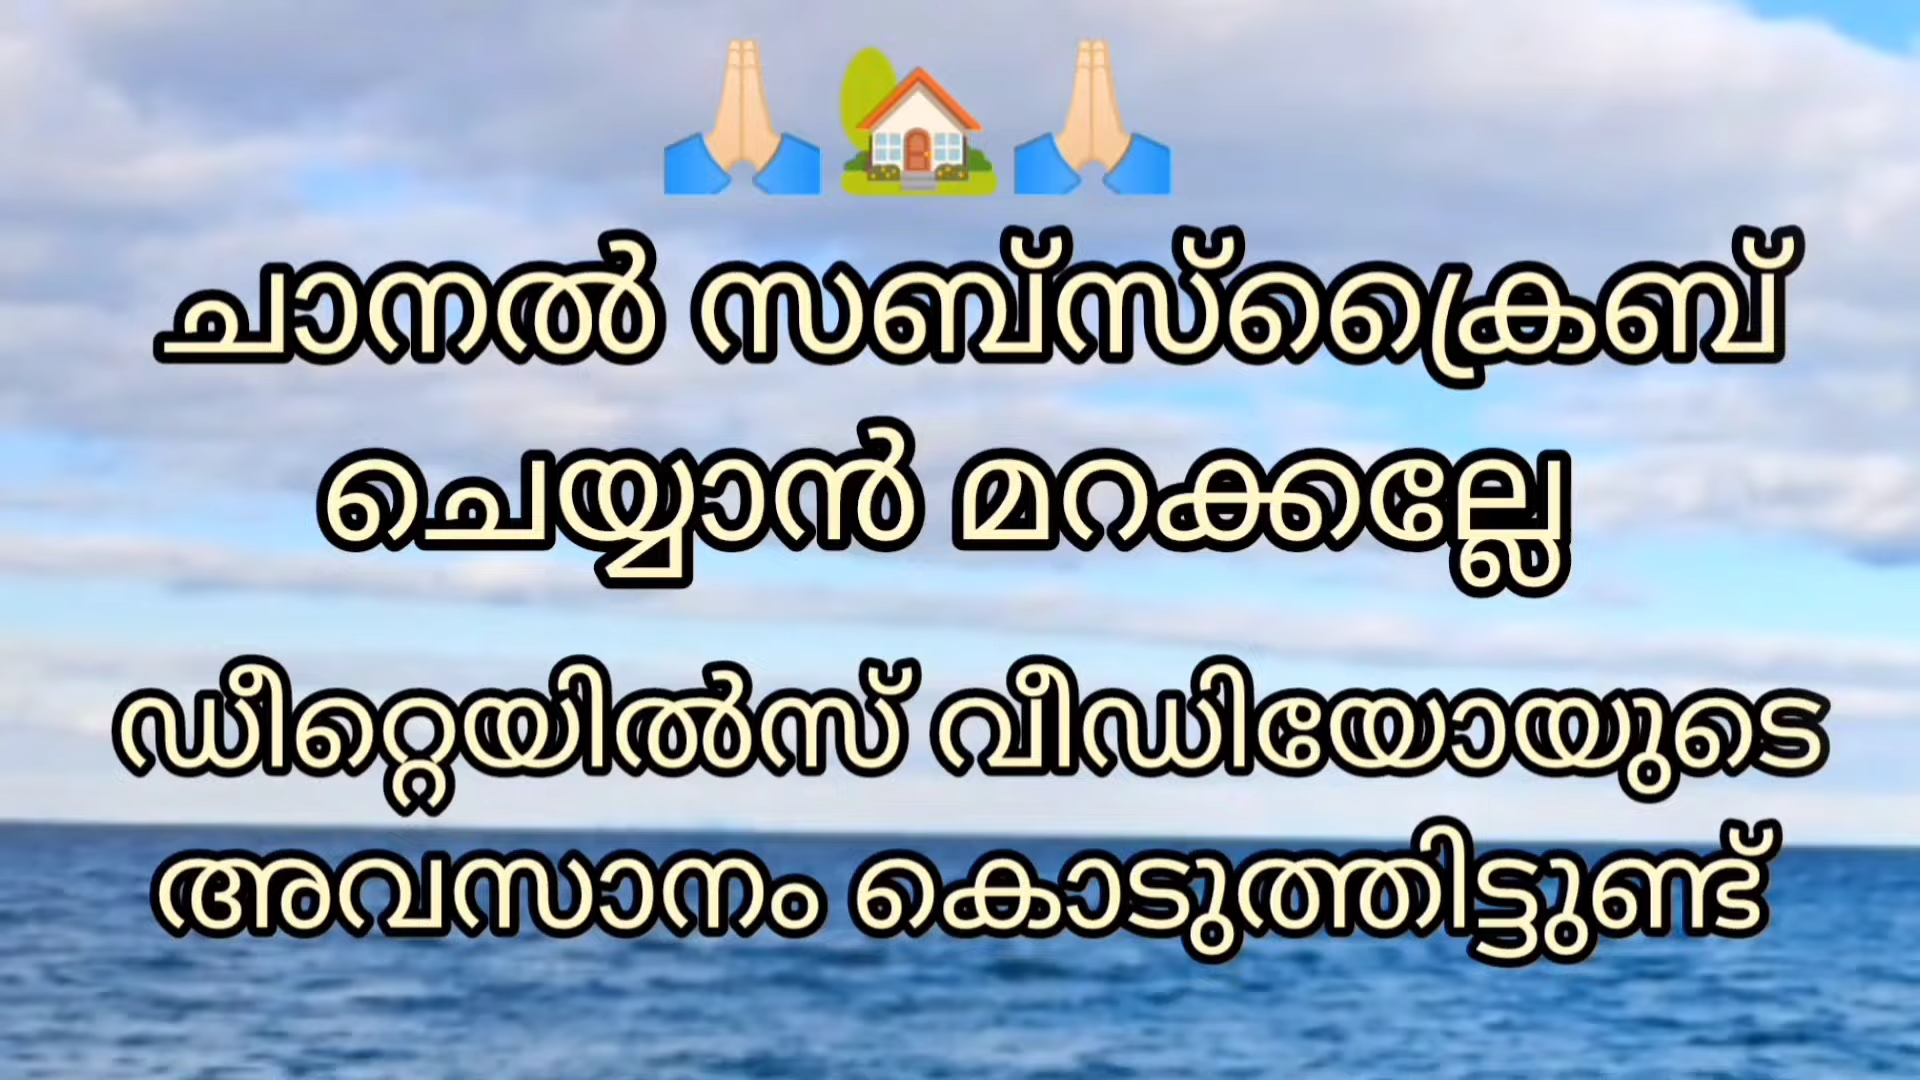 🙏🏻🏡🙏🏻
ചാനൽ സബ്സ്ക്രൈബ്
ചെയ്യാൻ മറക്കല്ലേ
ഡീറ്റെയിൽസ് വീഡിയോയുടെ
അവസാനം കൊടുത്തിട്ടുണ്ട്